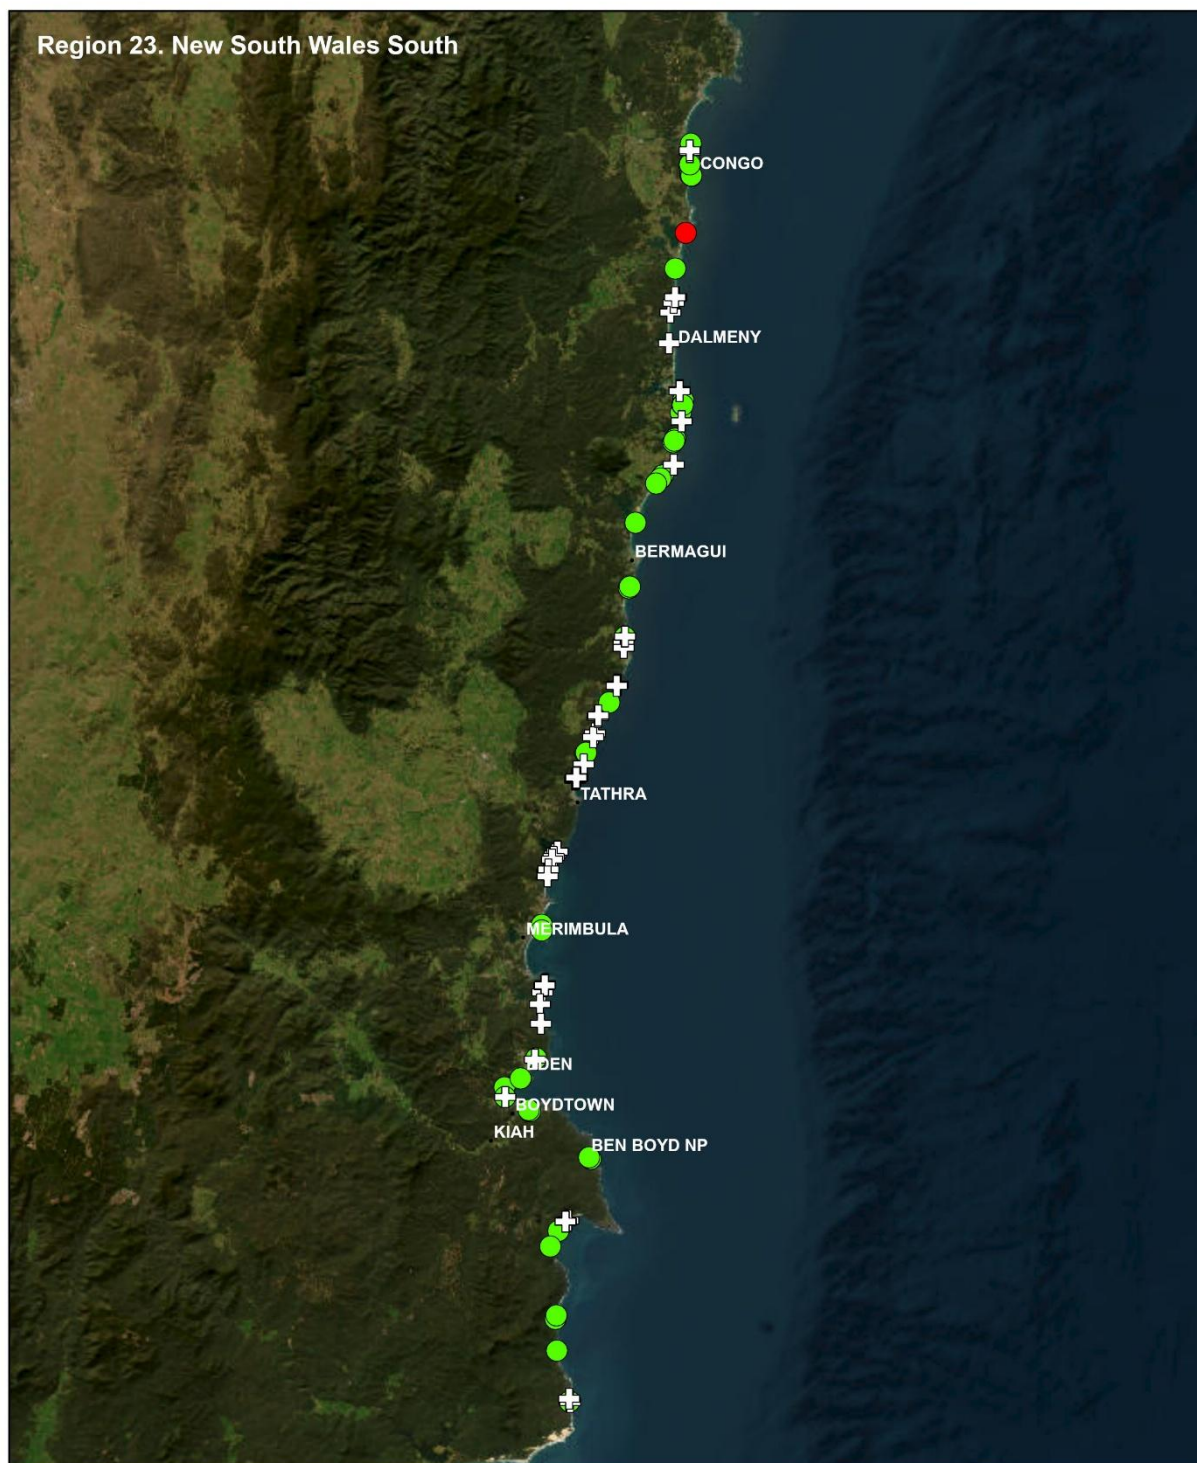 Region 23. New South Wales South
CONGO
DALMENY
BERMAGUI
TATHRA
MERIMBULA
EDEN
BOYDTOWN
KIAH
BEN BOYD NP